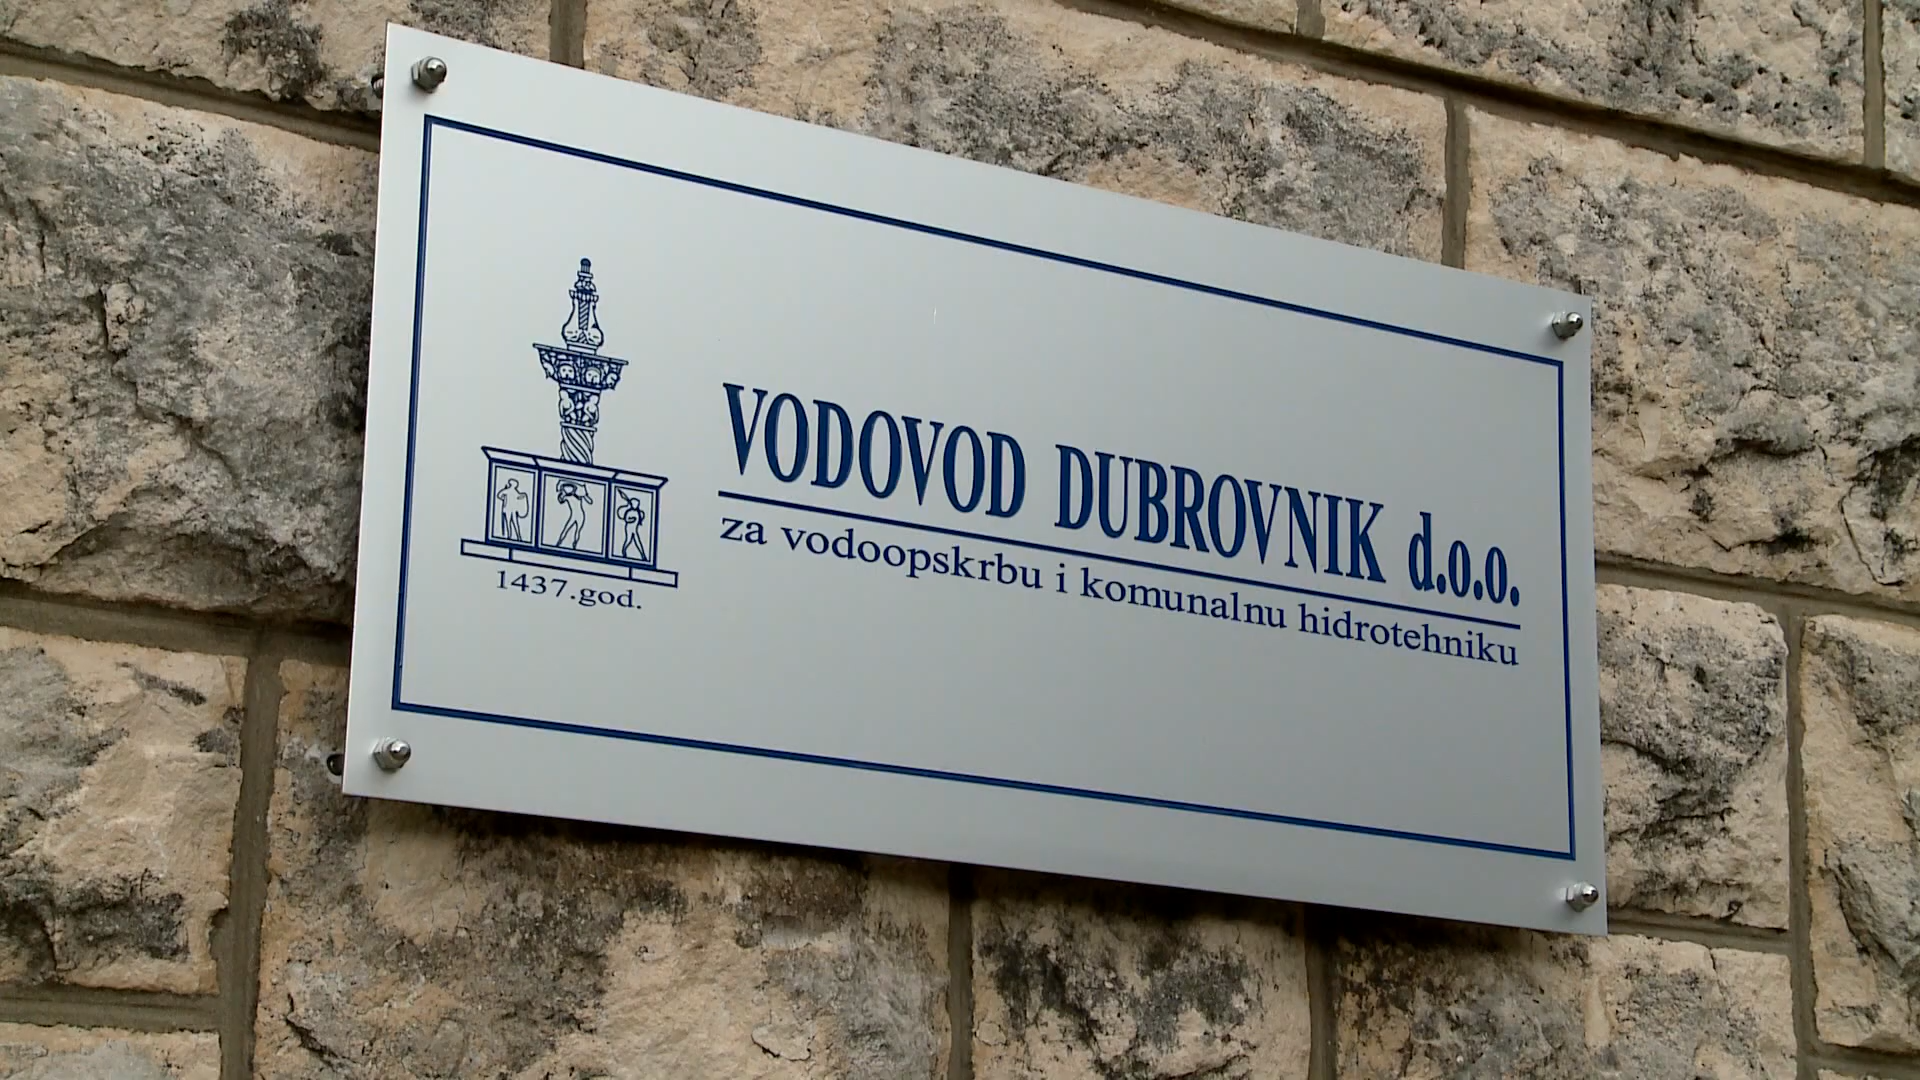 VODOVOD DUBROVNIK d.o.o.
za vodoopskrbu i komunalnu hidrotehniku
1437.god.